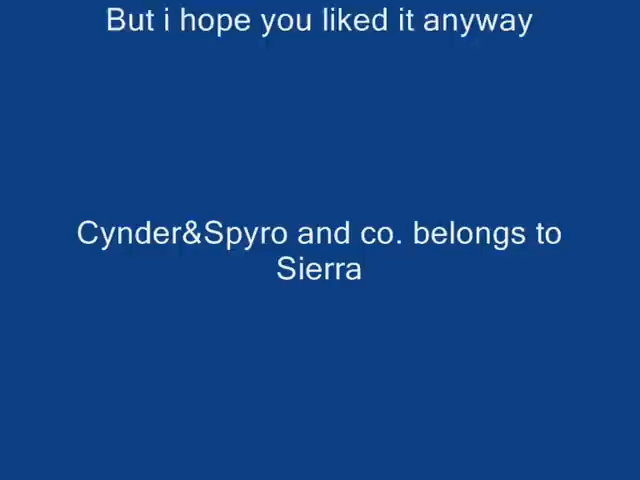 But i hope you liked it anyway
Cynder&Spyro and co. belongs to
Sierra